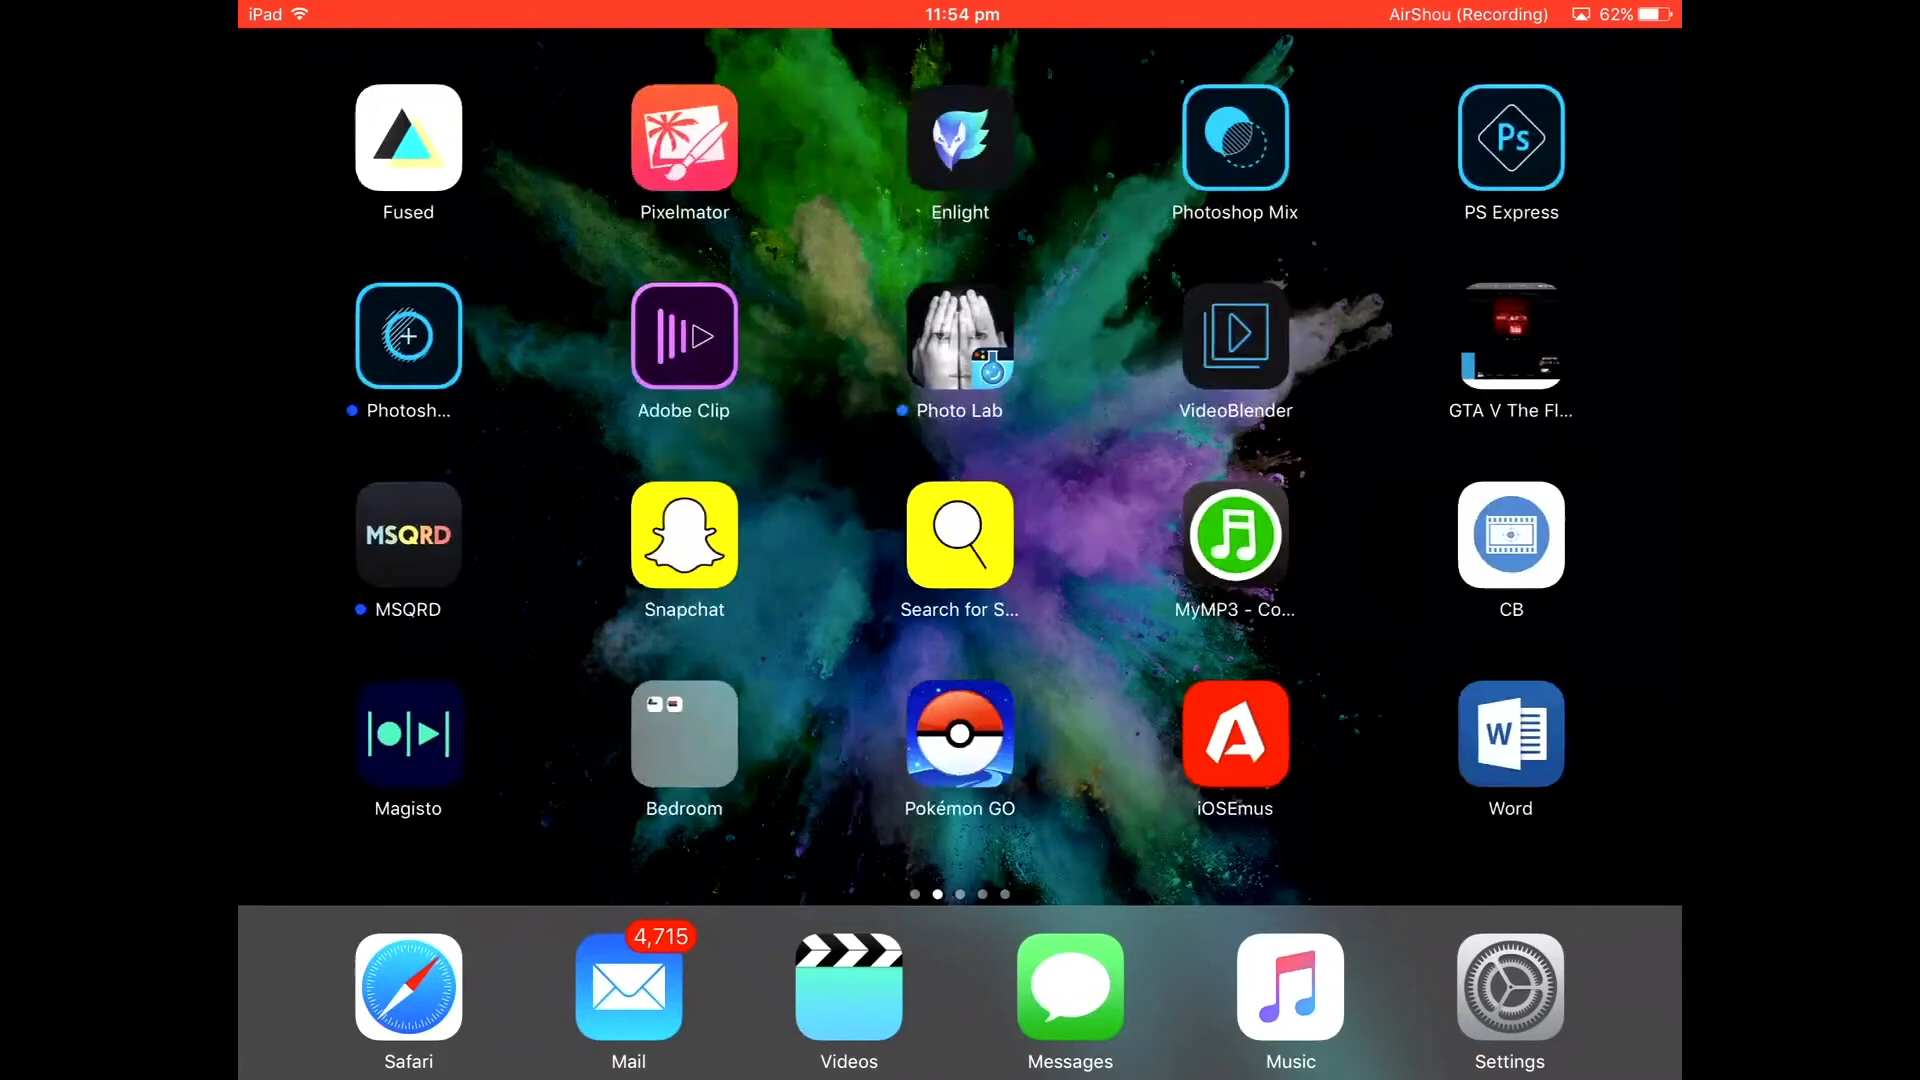 iPad 11:54 pm AirShou (Recording) 62%
Fused Pixelmator Enlight Photoshop Mix PS Express
Ps
Photosh... Adobe Clip Photo Lab VideoBlender GTA V The Fl...
MSQRD
MSQRD Snapchat Search for S... MyMP3 - Co... CB
W
Magisto Bedroom Pokémon GO iOSEmus Word
4,715
Safari Mail Videos Messages Music Settings